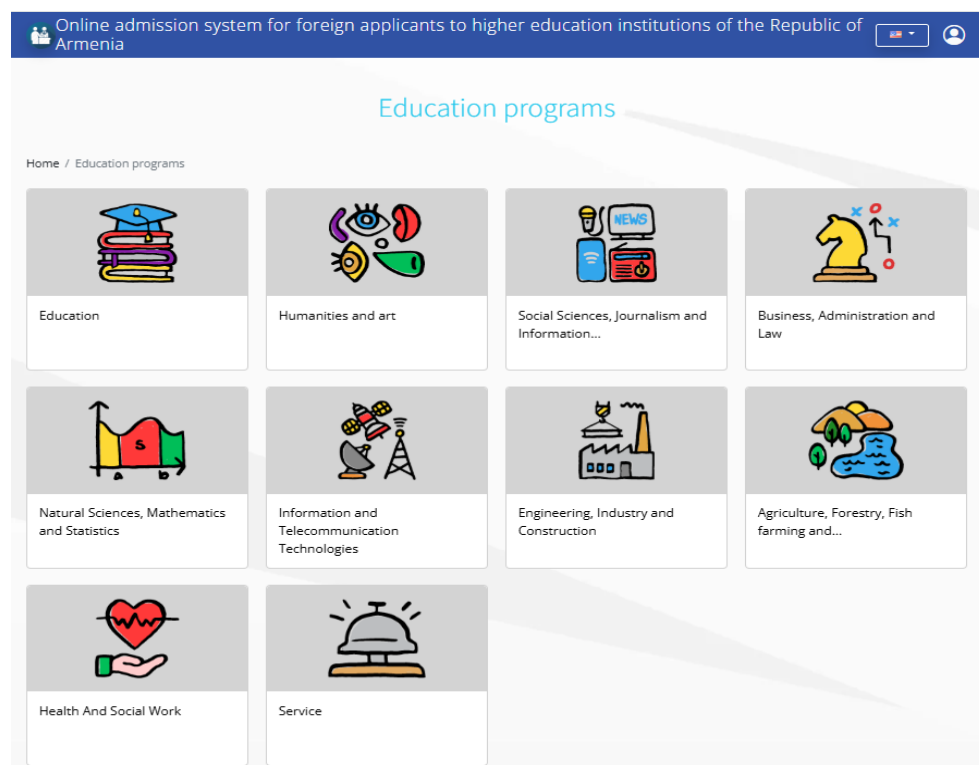 Online admission system for foreign applicants to higher education institutions of the Republic of
Armenia
Education programs
Home / Education programs
NEWS
Education
Humanities and art
Social Sciences, Journalism and
Information...
Business, Administration and
Law
S
a b
Natural Sciences, Mathematics
and Statistics
Information and
Telecommunication
Technologies
Engineering, Industry and
Construction
Agriculture, Forestry, Fish
farming and...
Health And Social Work
Service